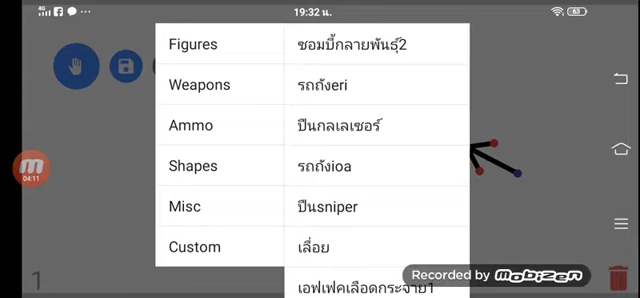 4G
19:32 น.
63
Figures
Weapons
Ammo
Shapes
Misc
Custom
ซอมบี้กลายพันธุ์2
รถถังeri
ปืนกลเลเซอร์
รถถังioa
ปืนsniper
เลื่อย
เอฟเฟคเลือดกระจาย1
04:11
1
Recorded by MOBIZEN